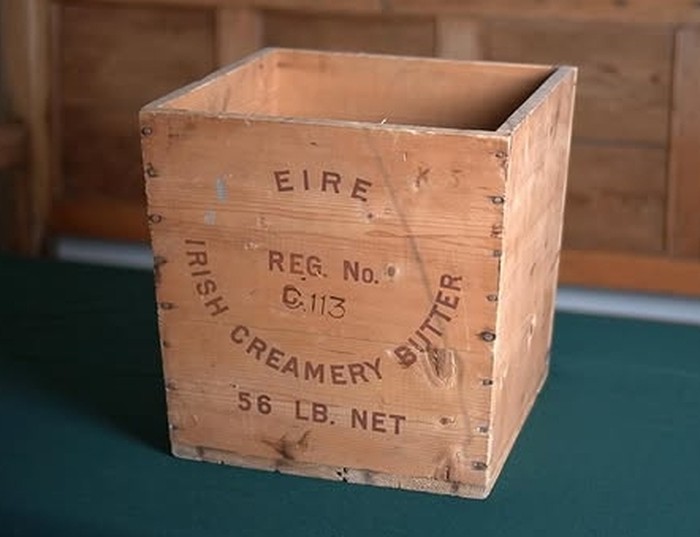 EIRE
REG. No.
C.113
IRISH CREAMERY BUTTER
56 LB. NET